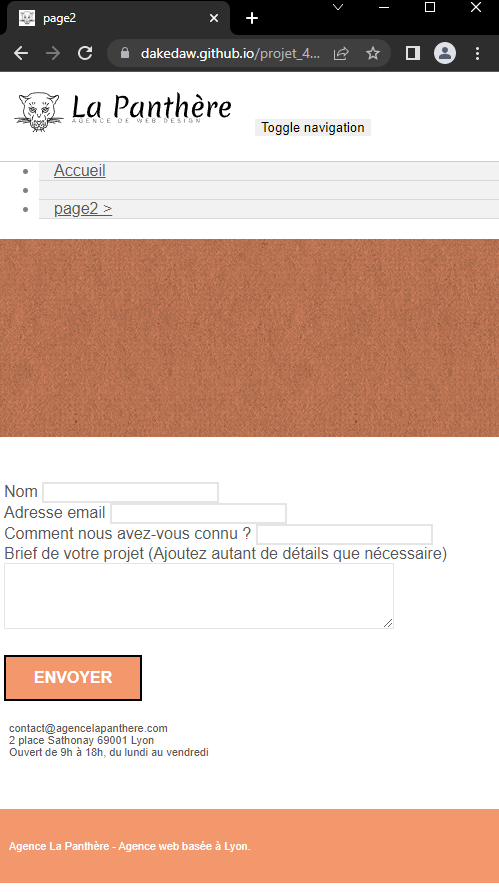 page2
dakedaw.github.io/projet_4...
La Panthère
AGENCE DE WEB DESIGN
Toggle navigation
Accueil
page2 >
Nom
Adresse email
Comment nous avez-vous connu ?
Brief de votre projet (Ajoutez autant de détails que nécessaire)
ENVOYER
contact@agencelapanthere.com
2 place Sathonay 69001 Lyon
Ouvert de 9h à 18h, du lundi au vendredi
Agence La Panthère - Agence web basée à Lyon.